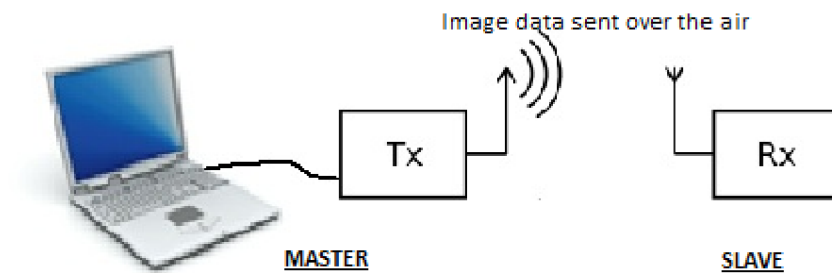 Image data sent over the air
Tx
Rx
MASTER
SLAVE